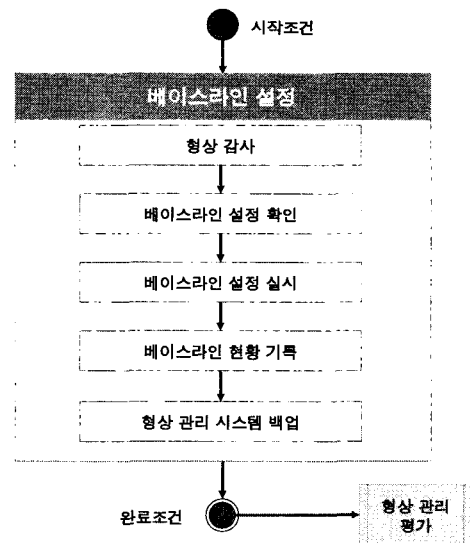 시작조건
베이스라인 설정
형상 감사
베이스라인 설정 확인
베이스라인 설정 실시
베이스라인 현황 기록
형상 관리 시스템 백업
완료조건
형상 관리
평가